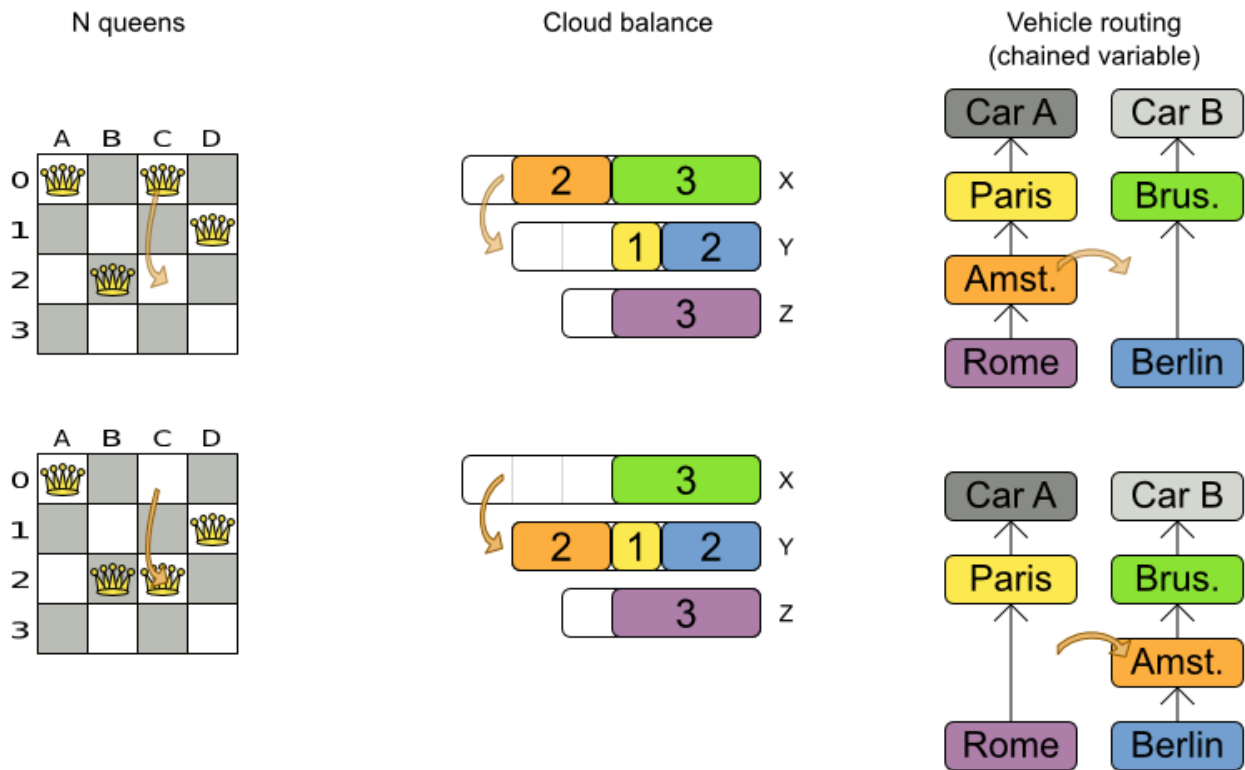 N queens
Cloud balance
Vehicle routing
(chained variable)
A B C D
0
1
2
3
2 3 X
1 2 Y
3 Z
Car A Car B
Paris Brus.
Amst.
Rome Berlin
A B C D
0
1
2
3
3 X
2 1 2 Y
3 Z
Car A Car B
Paris Brus.
Amst.
Rome Berlin